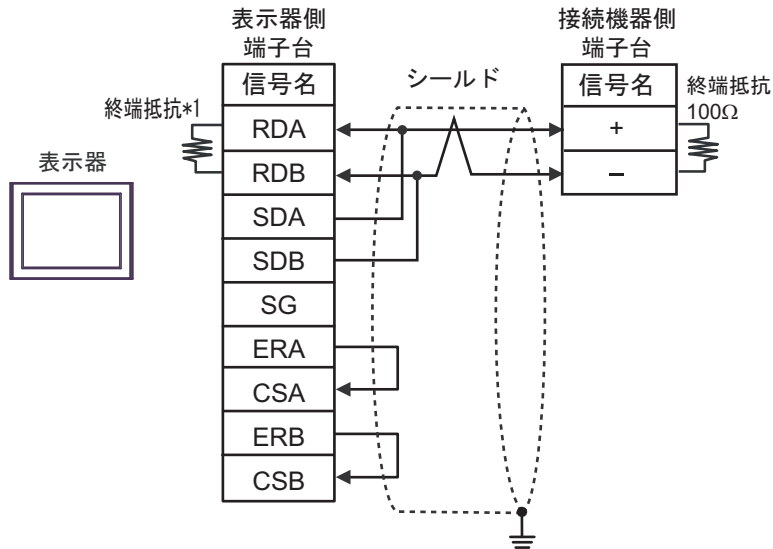 表示器側
端子台
接続機器側
端子台
信号名
シールド
信号名
終端抵抗
100Ω
終端抵抗*1
RDA
+
表示器
RDB
−
SDA
SDB
SG
ERA
CSA
ERB
CSB